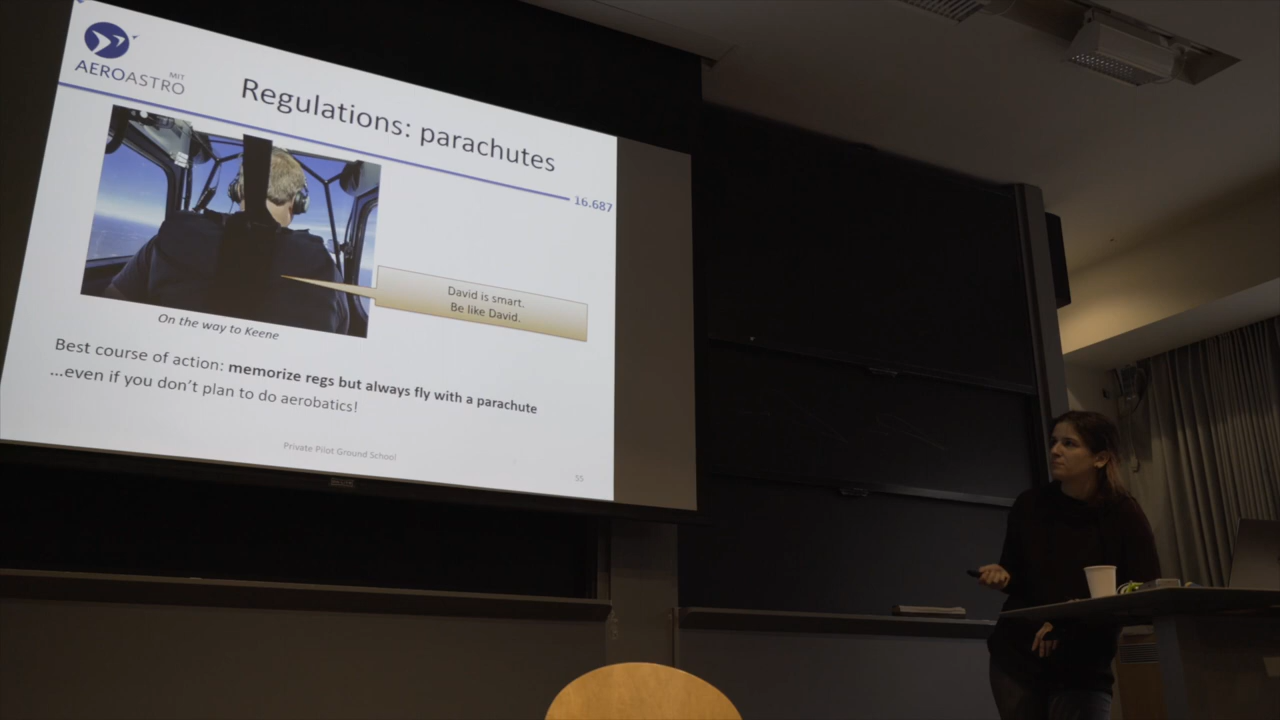 MIT
AEROASTRO
Regulations: parachutes
16.687
David is smart.
Be like David.
On the way to Keene
Best course of action: memorize regs but always fly with a parachute
...even if you don't plan to do aerobatics!
Private Pilot Ground School
55